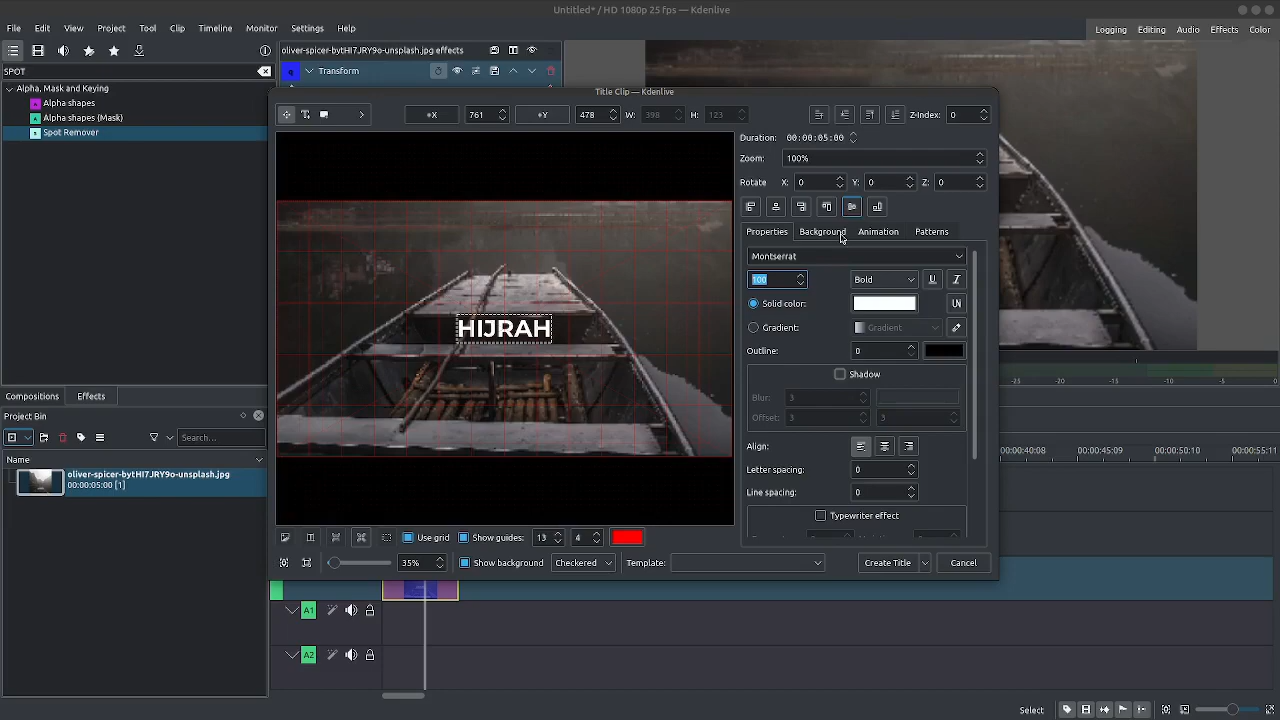 Untitled* / HD 1080p 25 fps — Kdenlive
File Edit View Project Tool Clip Timeline Monitor Settings Help
Logging Editing Audio Effects Color
SPOT
oliver-spicer-bytHI7JRY9o-unsplash.jpg effects
Transform
Alpha, Mask and Keying
Alpha shapes
Alpha shapes (Mask)
Spot Remover
Title Clip — Kdenlive
+X 761 +Y 478 W: 398 H: 123 Z-Index: 0
Duration: 00:00:05:00
Zoom: 100%
Rotate X: 0 Y: 0 Z: 0
Properties Background Animation Patterns
Montserrat
100 Bold U I
Solid color:
Gradient: Gradient
Outline: 0
Shadow
Blur: 3
Offset: 3 3
Align:
Letter spacing: 0
Line spacing: 0
Typewriter effect
HIJRAH
Use grid Show guides: 13 4
35% Show background Checkered Template: Create Title Cancel
Compositions Effects
Project Bin
Search...
Name
oliver-spicer-bytHI7JRY9o-unsplash.jpg
00:00:05:00 [1]
-25 -20 -15 -10 -5 0
00:00:40:08 00:00:45:09 00:00:50:10 00:00:55:11
A1
A2
Select